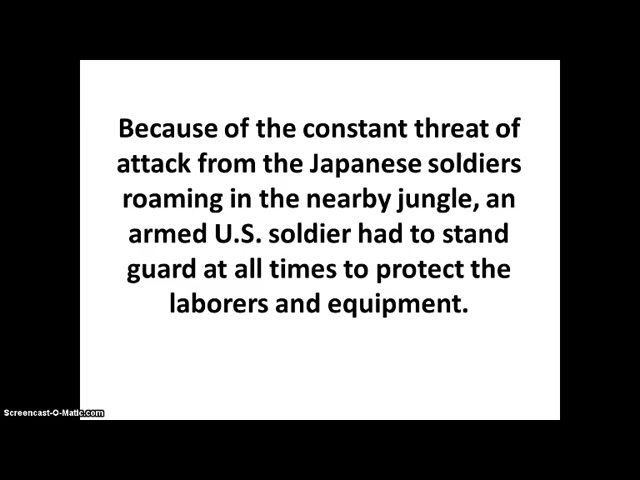 Because of the constant threat of
attack from the Japanese soldiers
roaming in the nearby jungle, an
armed U.S. soldier had to stand
guard at all times to protect the
laborers and equipment.
Screencast-O-Matic.com